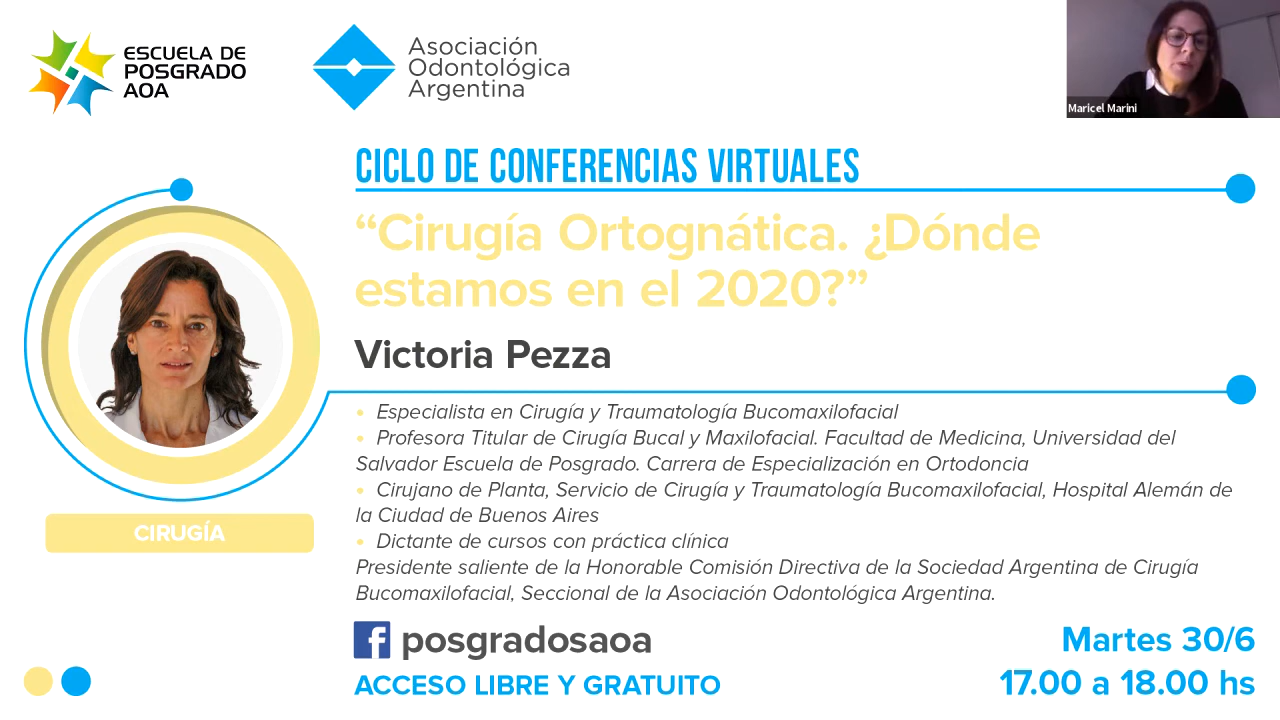 ESCUELA DE
POSGRADO
AOA
Asociación
Odontológica
Argentina
Maricel Marini
CICLO DE CONFERENCIAS VIRTUALES
“Cirugía Ortognática. ¿Dónde
estamos en el 2020?”
Victoria Pezza
• Especialista en Cirugía y Traumatología Bucomaxilofacial
• Profesora Titular de Cirugía Bucal y Maxilofacial. Facultad de Medicina, Universidad del
Salvador Escuela de Posgrado. Carrera de Especialización en Ortodoncia
• Cirujano de Planta, Servicio de Cirugía y Traumatología Bucomaxilofacial, Hospital Alemán de
la Ciudad de Buenos Aires
• Dictante de cursos con práctica clínica
Presidente saliente de la Honorable Comisión Directiva de la Sociedad Argentina de Cirugía
Bucomaxilofacial, Seccional de la Asociación Odontológica Argentina.
CIRUGÍA
f posgradosaoa
ACCESO LIBRE Y GRATUITO
Martes 30/6
17.00 a 18.00 hs